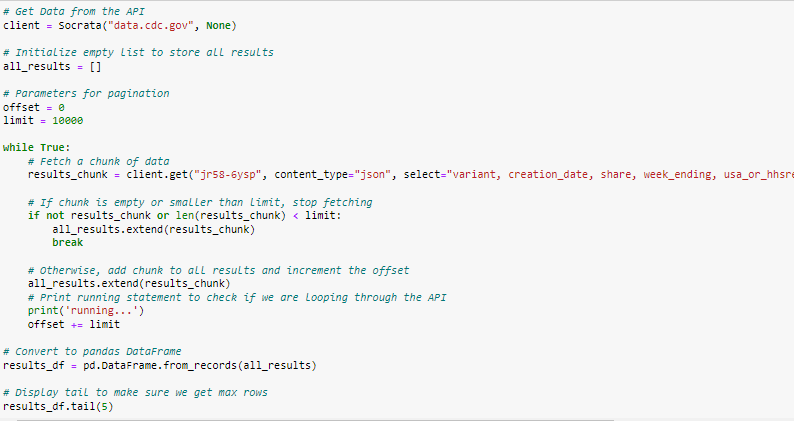 # Get Data from the API
client = Socrata("data.cdc.gov", None)
# Initialize empty list to store all results
all_results = []
# Parameters for pagination
offset = 0
limit = 10000
while True:
    # Fetch a chunk of data
    results_chunk = client.get("jr58-6ysp", content_type="json", select="variant, creation_date, share, week_ending, usa_or_hhsre
    # If chunk is empty or smaller than limit, stop fetching
    if not results_chunk or len(results_chunk) < limit:
        all_results.extend(results_chunk)
        break
    # Otherwise, add chunk to all results and increment the offset
    all_results.extend(results_chunk)
    # Print running statement to check if we are looping through the API
    print('running...')
    offset += limit
# Convert to pandas DataFrame
results_df = pd.DataFrame.from_records(all_results)
# Display tail to make sure we get max rows
results_df.tail(5)